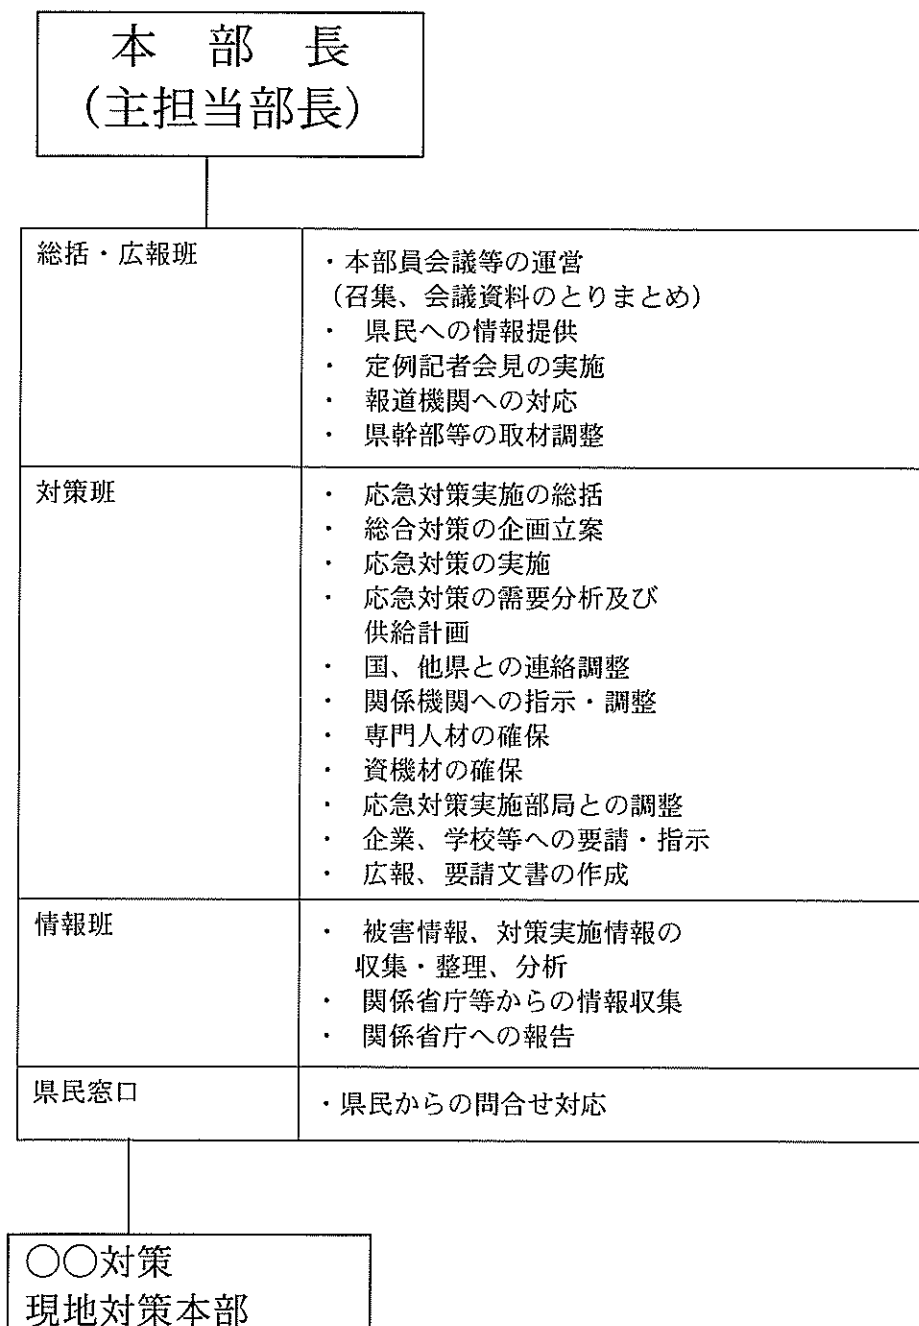 本　部　長
（主担当部長）
総括・広報班
・本部員会議等の運営
（召集、会議資料のとりまとめ）
・　県民への情報提供
・　定例記者会見の実施
・　報道機関への対応
・　県幹部等の取材調整
対策班
・　応急対策実施の総括
・　総合対策の企画立案
・　応急対策の実施
・　応急対策の需要分析及び
供給計画
・　国、他県との連絡調整
・　関係機関への指示・調整
・　専門人材の確保
・　資機材の確保
・　応急対策実施部局との調整
・　企業、学校等への要請・指示
・　広報、要請文書の作成
情報班
・　被害情報、対策実施情報の
収集・整理、分析
・　関係省庁等からの情報収集
・　関係省庁への報告
県民窓口
・県民からの問合せ対応
○○対策
現地対策本部